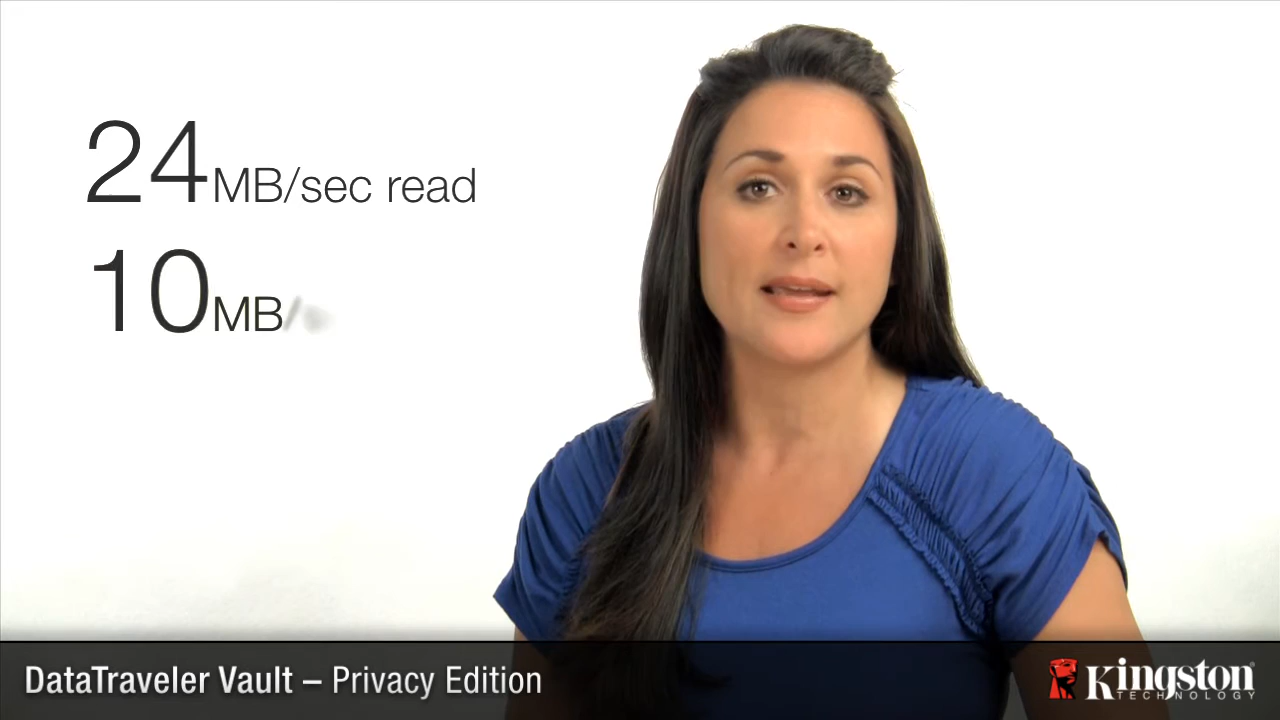 24MB/sec read
10MB/
DataTraveler Vault – Privacy Edition
Kingston
TECHNOLOGY